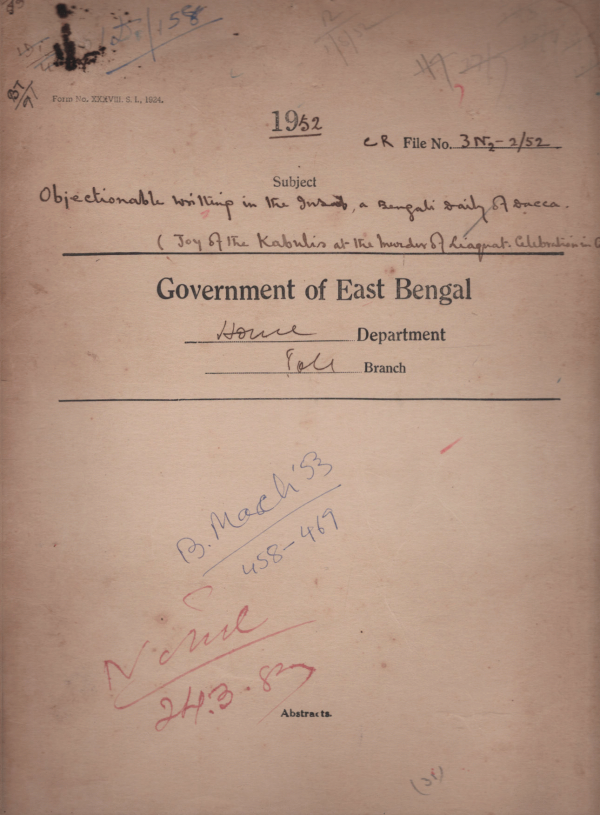 158
Form No. XXXVIII. S. I., 1924.
1952
CR File No. 3N2-2/52
Subject
Objectionable writting in the Insaf, a Bengali Daily of Dacca.
( Joy of the Kabulis at the murder of Liaquat. Celebration in
Government of East Bengal
Home Department
Poll Branch
B. March '53
458-469
24.3.
Abstracts.